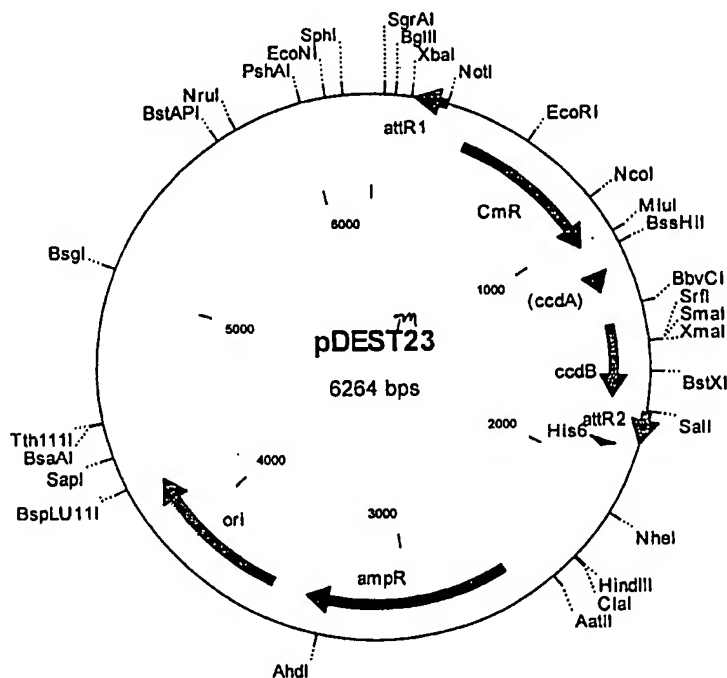 SgrAI
BglII
XbaI
NotI
SphI
EcoNI
PshAI
NruI
BstAPI
attR1
EcoRI
NcoI
MluI
BssHII
CmR
6000
BsgI
1000
(ccdA)
BbvCI
SrfI
SmaI
XmaI
5000
pDEST23
TM
6264 bps
ccdB
BstXI
attR2
SalI
His6
2000
Tth111I
BsaAI
SapI
BspLU11I
4000
ori
3000
NheI
ampR
HindIII
ClaI
AatII
AhdI